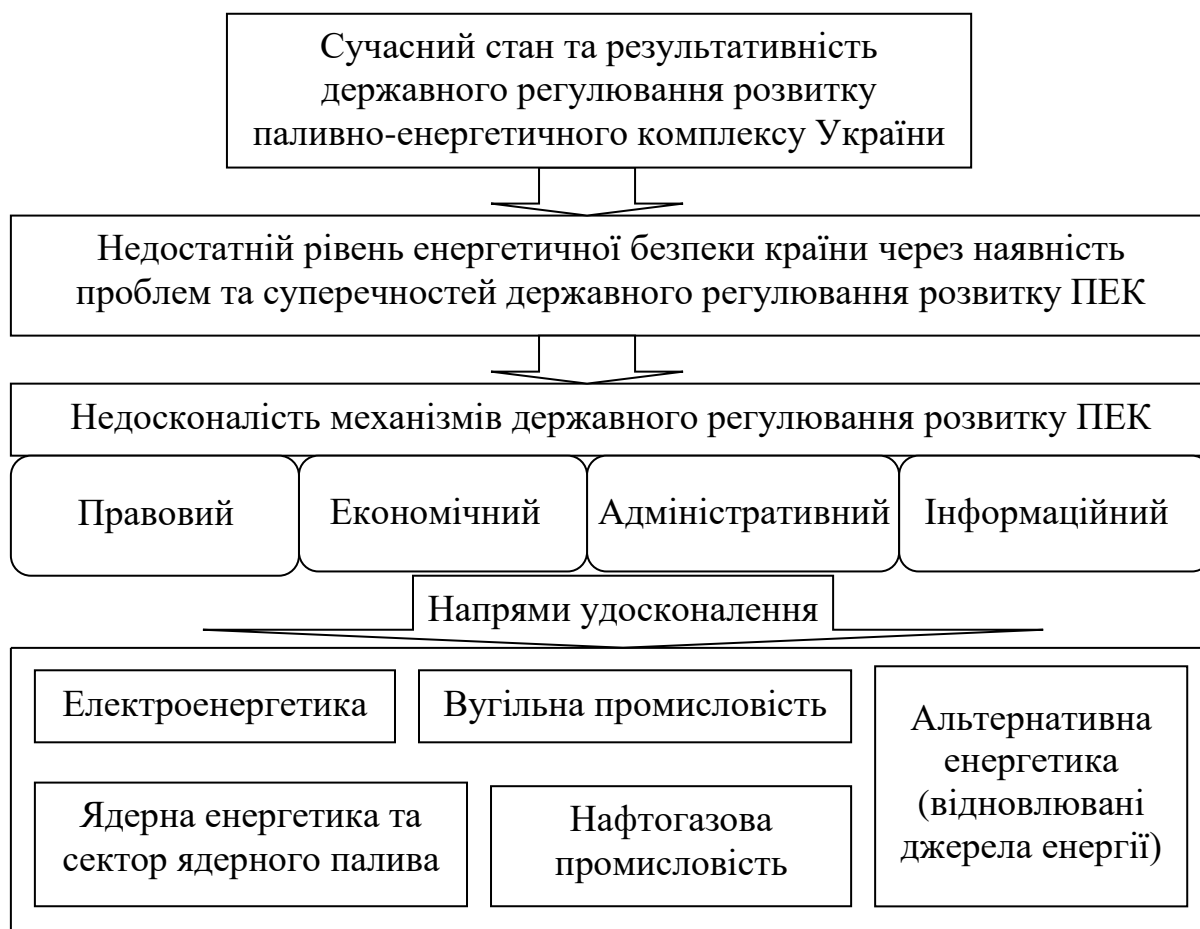 Сучасний стан та результативність
державного регулювання розвитку
паливно-енергетичного комплексу України
Недостатній рівень енергетичної безпеки країни через наявність
проблем та суперечностей державного регулювання розвитку ПЕК
Недосконалість механізмів державного регулювання розвитку ПЕК
Правовий
Економічний
Адміністративний
Інформаційний
Напрями удосконалення
Електроенергетика
Вугільна промисловість
Альтернативна
енергетика
(відновлювані
джерела енергії)
Ядерна енергетика та
сектор ядерного палива
Нафтогазова
промисловість